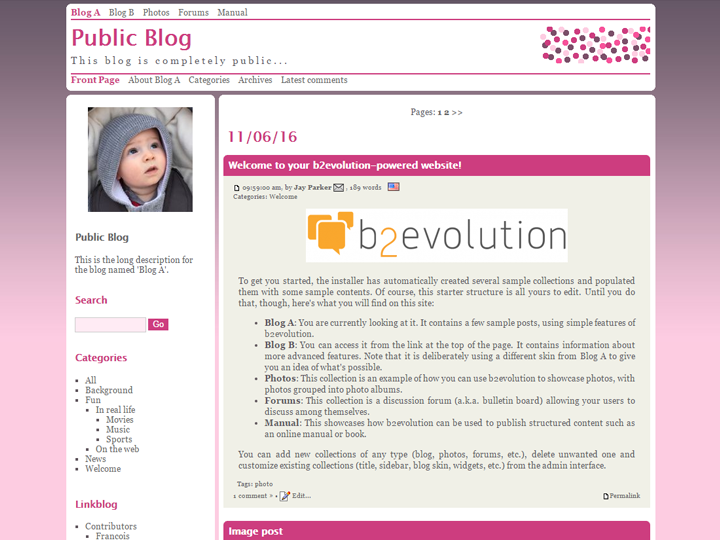 Blog A Blog B Photos Forums Manual
Public Blog
This blog is completely public...
Front Page About Blog A Categories Archives Latest comments
Public Blog
This is the long description for
the blog named 'Blog A'.
Search
Go
Categories
All
Background
Fun
In real life
Movies
Music
Sports
On the web
News
Welcome
Linkblog
Contributors
Francois
Pages: 1 2 >>
11/06/16
Welcome to your b2evolution-powered website!
09:59:00 am, by Jay Parker , 189 words
Categories: Welcome
b2evolution
To get you started, the installer has automatically created several sample collections and populated
them with some sample contents. Of course, this starter structure is all yours to edit. Until you do
that, though, here's what you will find on this site:
Blog A: You are currently looking at it. It contains a few sample posts, using simple features of
b2evolution.
Blog B: You can access it from the link at the top of the page. It contains information about
more advanced features. Note that it is deliberately using a different skin from Blog A to give
you an idea of what's possible.
Photos: This collection is an example of how you can use b2evolution to showcase photos, with
photos grouped into photo albums.
Forums: This collection is a discussion forum (a.k.a. bulletin board) allowing your users to
discuss among themselves.
Manual: This showcases how b2evolution can be used to publish structured content such as
an online manual or book.
You can add new collections of any type (blog, photos, forums, etc.), delete unwanted one and
customize existing collections (title, sidebar, blog skin, widgets, etc.) from the admin interface.
Tags: photo
1 comment » • Edit... Permalink
Image post